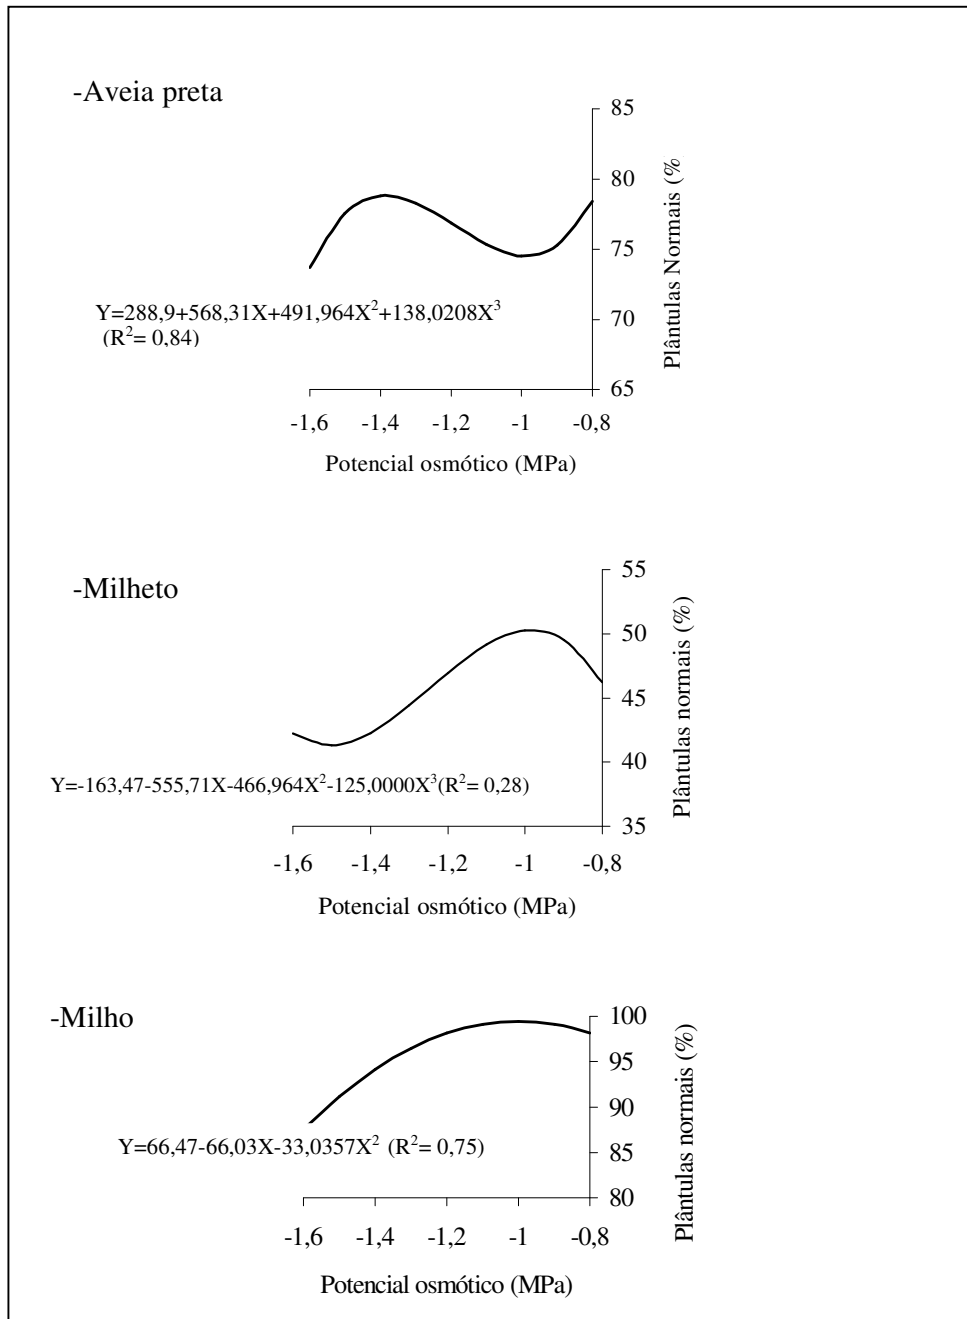 -Aveia preta
85
80
75
70
65
Plântulas Normais (%
Y=288,9+568,31X+491,964X²+138,0208X³
(R²= 0,84)
-1,6 -1,4 -1,2 -1 -0,8
Potencial osmótico (MPa)
-Milheto
55
50
45
40
35
Plântulas normais (%)
Y=-163,47-555,71X-466,964X²-125,0000X³(R²= 0,28)
-1,6 -1,4 -1,2 -1 -0,8
Potencial osmótico (MPa)
-Milho
100
95
90
85
80
Plântulas normais (%)
Y=66,47-66,03X-33,0357X² (R²= 0,75)
-1,6 -1,4 -1,2 -1 -0,8
Potencial osmótico (MPa)